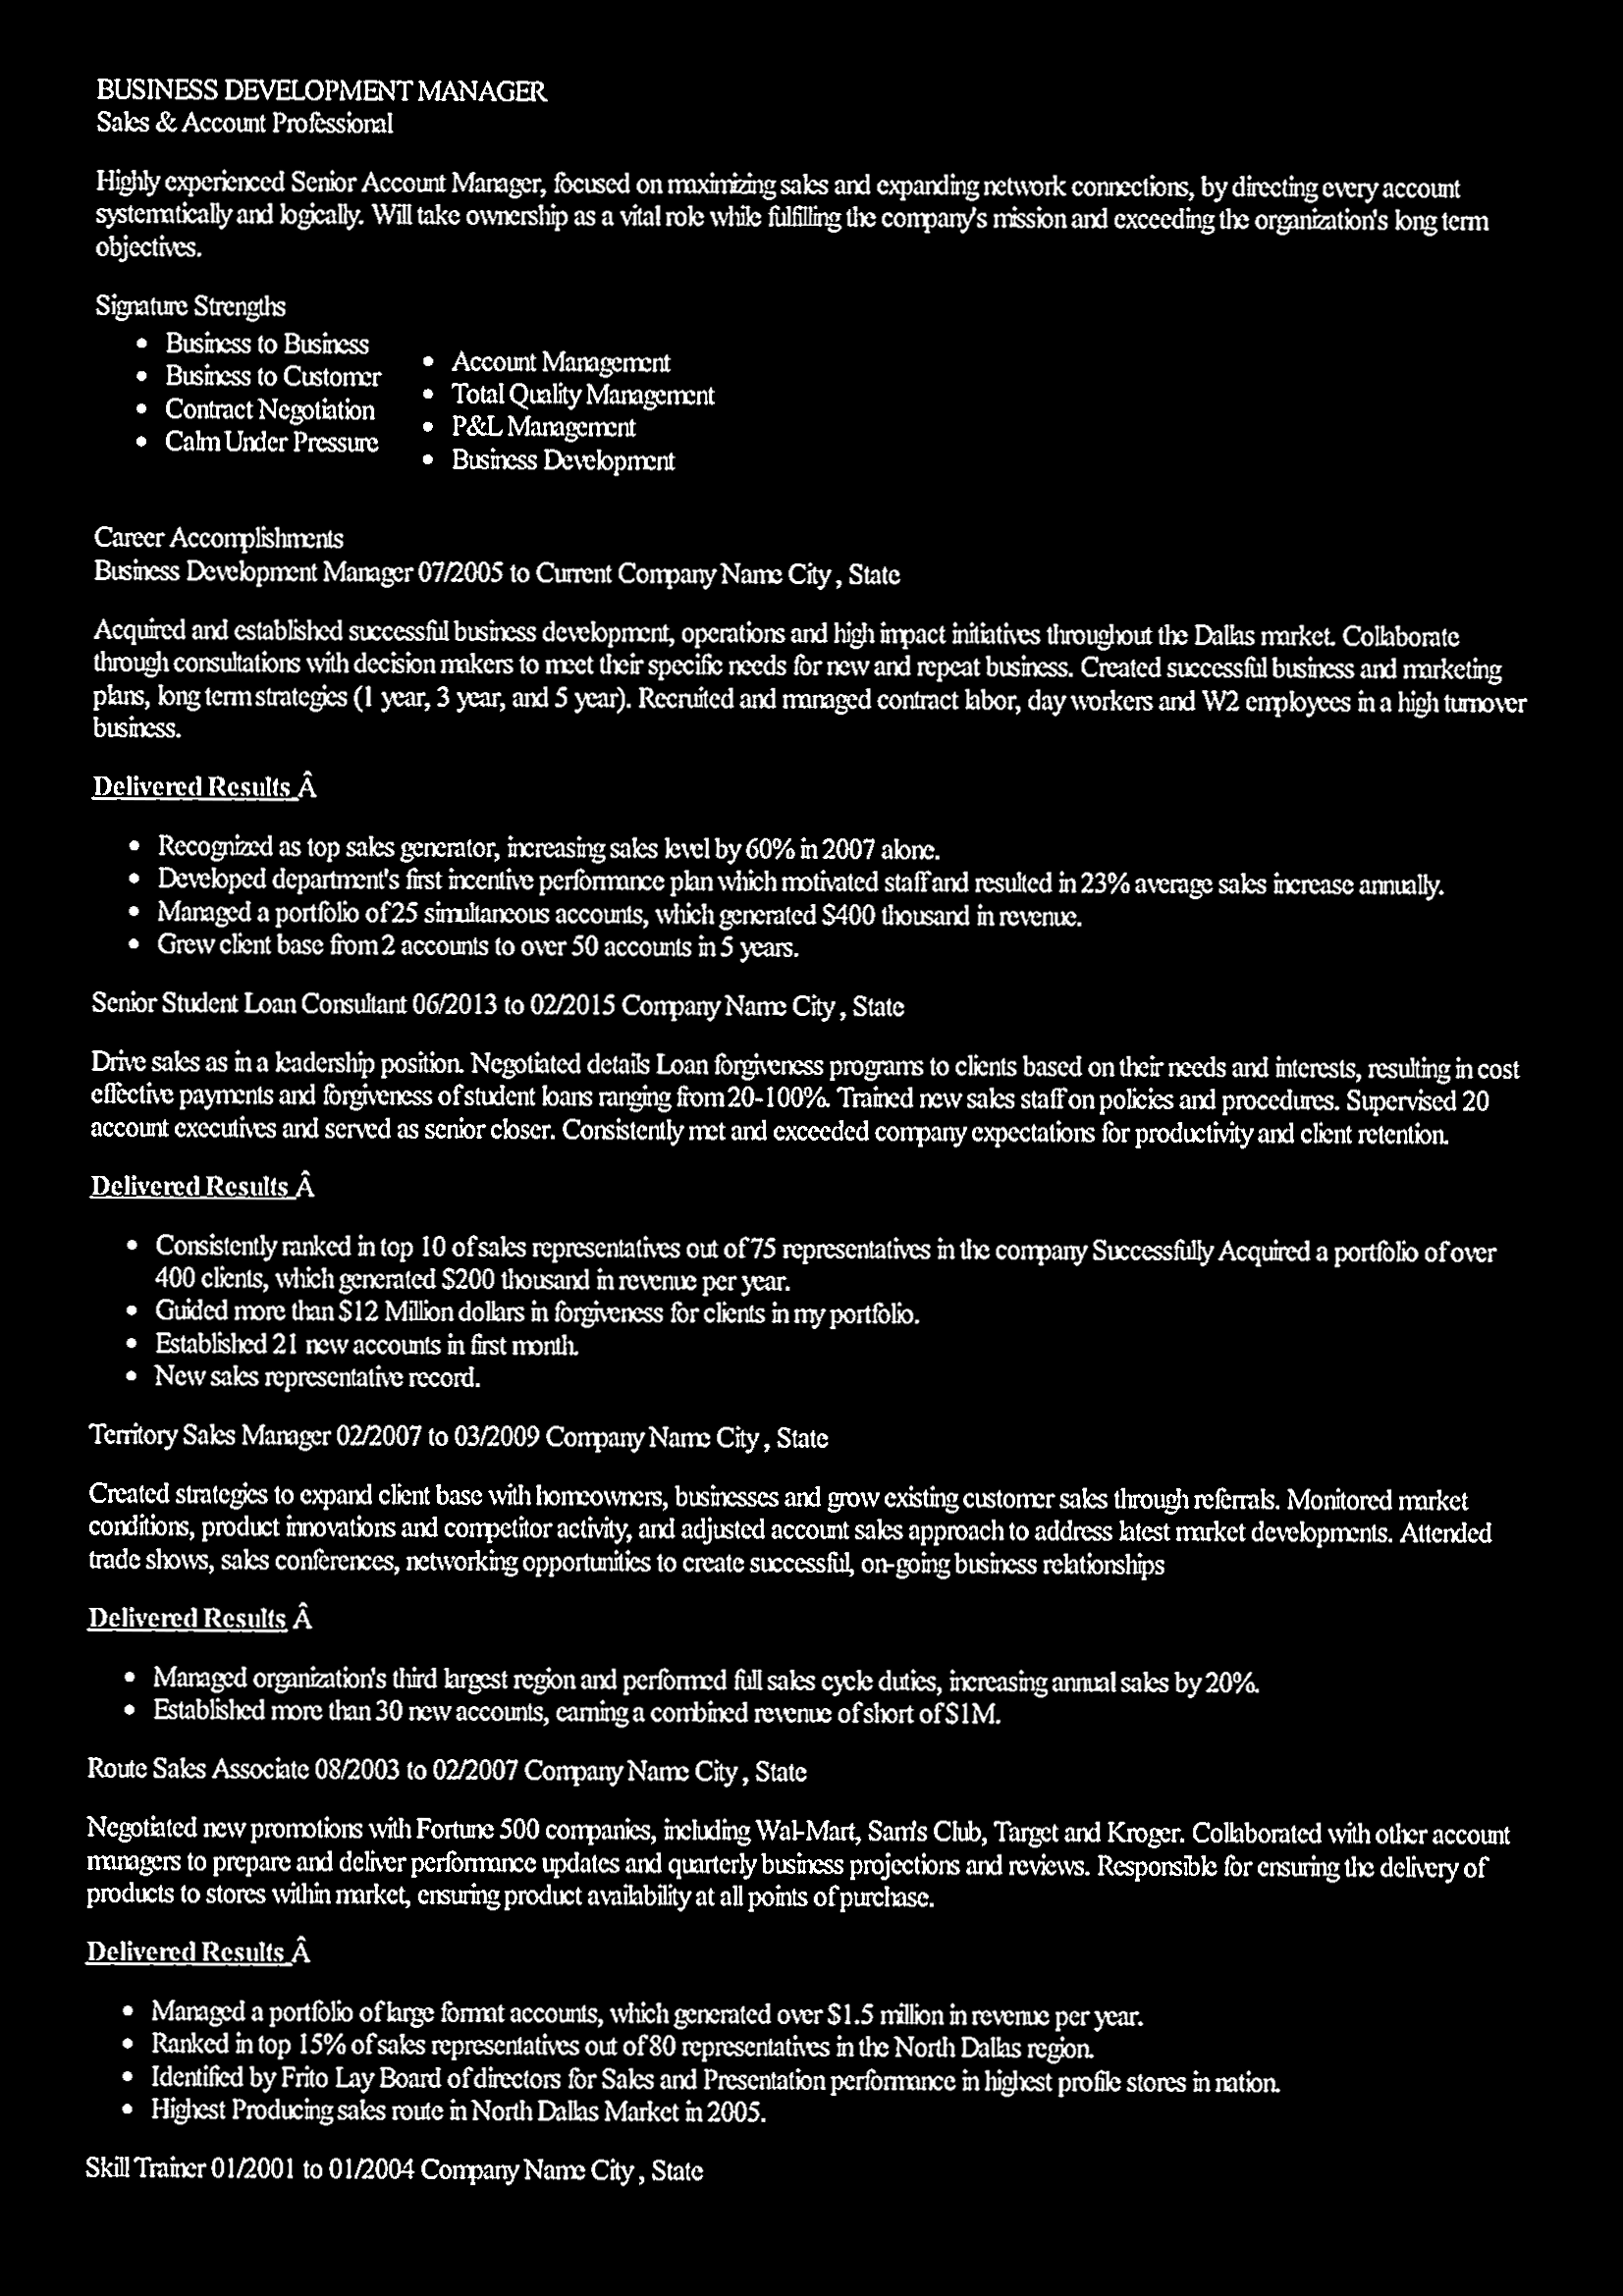 BUSINESS DEVELOPMENT MANAGER
Sales & Account Professional
Highly experienced Senior Account Manager, focused on maximizing sales and expanding network connections, by directing every account
systematically and logically. Will take ownership as a vital role while fulfilling the company's mission and exceeding the organization's long term
objectives.
Signature Strengths
• Business to Business
• Business to Customer
• Contract Negotiation
• Calm Under Pressure
• Account Management
• Total Quality Management
• P&L Management
• Business Development
Career Accomplishments
Business Development Manager 07/2005 to Current Company Name City , State
Acquired and established successful business development, operations and high impact initiatives throughout the Dallas market. Collaborate
through consultations with decision makers to meet their specific needs for new and repeat business. Created successful business and marketing
plans, long term strategies (1 year, 3 year, and 5 year). Recruited and managed contract labor, day workers and W2 employees in a high turnover
business.
Delivered Results Â
• Recognized as top sales generator, increasing sales level by 60% in 2007 alone.
• Developed department's first incentive performance plan which motivated staff and resulted in 23% average sales increase annually.
• Managed a portfolio of 25 simultaneous accounts, which generated $400 thousand in revenue.
• Grew client base from 2 accounts to over 50 accounts in 5 years.
Senior Student Loan Consultant 06/2013 to 02/2015 Company Name City , State
Drive sales as in a leadership position. Negotiated details Loan forgiveness programs to clients based on their needs and interests, resulting in cost
effective payments and forgiveness of student loans ranging from 20-100%. Trained new sales staff on policies and procedures. Supervised 20
account executives and served as senior closer. Consistently met and exceeded company expectations for productivity and client retention.
Delivered Results Â
• Consistently ranked in top 10 of sales representatives out of 75 representatives in the company Successfully Acquired a portfolio of over
400 clients, which generated $200 thousand in revenue per year.
• Guided more than $12 Million dollars in forgiveness for clients in my portfolio.
• Established 21 new accounts in first month.
• New sales representative record.
Territory Sales Manager 02/2007 to 03/2009 Company Name City , State
Created strategies to expand client base with homeowners, businesses and grow existing customer sales through referrals. Monitored market
conditions, product innovations and competitor activity, and adjusted account sales approach to address latest market developments. Attended
trade shows, sales conferences, networking opportunities to create successful, on-going business relationships
Delivered Results Â
• Managed organization's third largest region and performed full sales cycle duties, increasing annual sales by 20%.
• Established more than 30 new accounts, earning a combined revenue of short of $1M.
Route Sales Associate 08/2003 to 02/2007 Company Name City , State
Negotiated new promotions with Fortune 500 companies, including Wal-Mart, Sam's Club, Target and Kroger. Collaborated with other account
managers to prepare and deliver performance updates and quarterly business projections and reviews. Responsible for ensuring the delivery of
products to stores within market, ensuring product availability at all points of purchase.
Delivered Results Â
• Managed a portfolio of large format accounts, which generated over $1.5 million in revenue per year.
• Ranked in top 15% of sales representatives out of 80 representatives in the North Dallas region.
• Identified by Frito Lay Board of directors for Sales and Presentation performance in highest profile stores in nation.
• Highest Producing sales route in North Dallas Market in 2005.
Skill Trainer 01/2001 to 01/2004 Company Name City , State